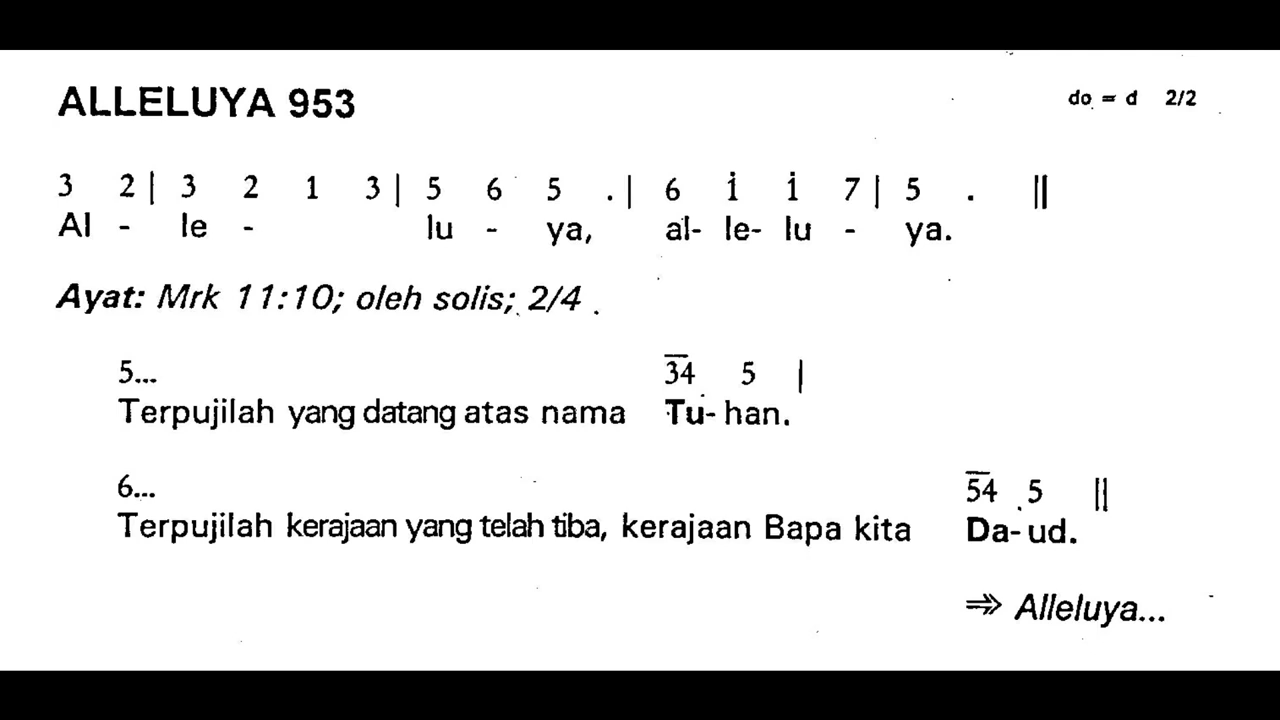 ALLELUYA 953 do = d 2/2
3 2 | 3 2 1 3 | 5 6 5 . | 6 i i 7 | 5 . ||
Al - le - lu - ya, al- le- lu - ya.
Ayat: Mrk 11:10; oleh solis; 2/4
5... 34 5 |
Terpujilah yang datang atas nama Tu- han.
6... 54 5 ||
Terpujilah kerajaan yang telah tiba, kerajaan Bapa kita Da- ud.
⇒ Alleluya...